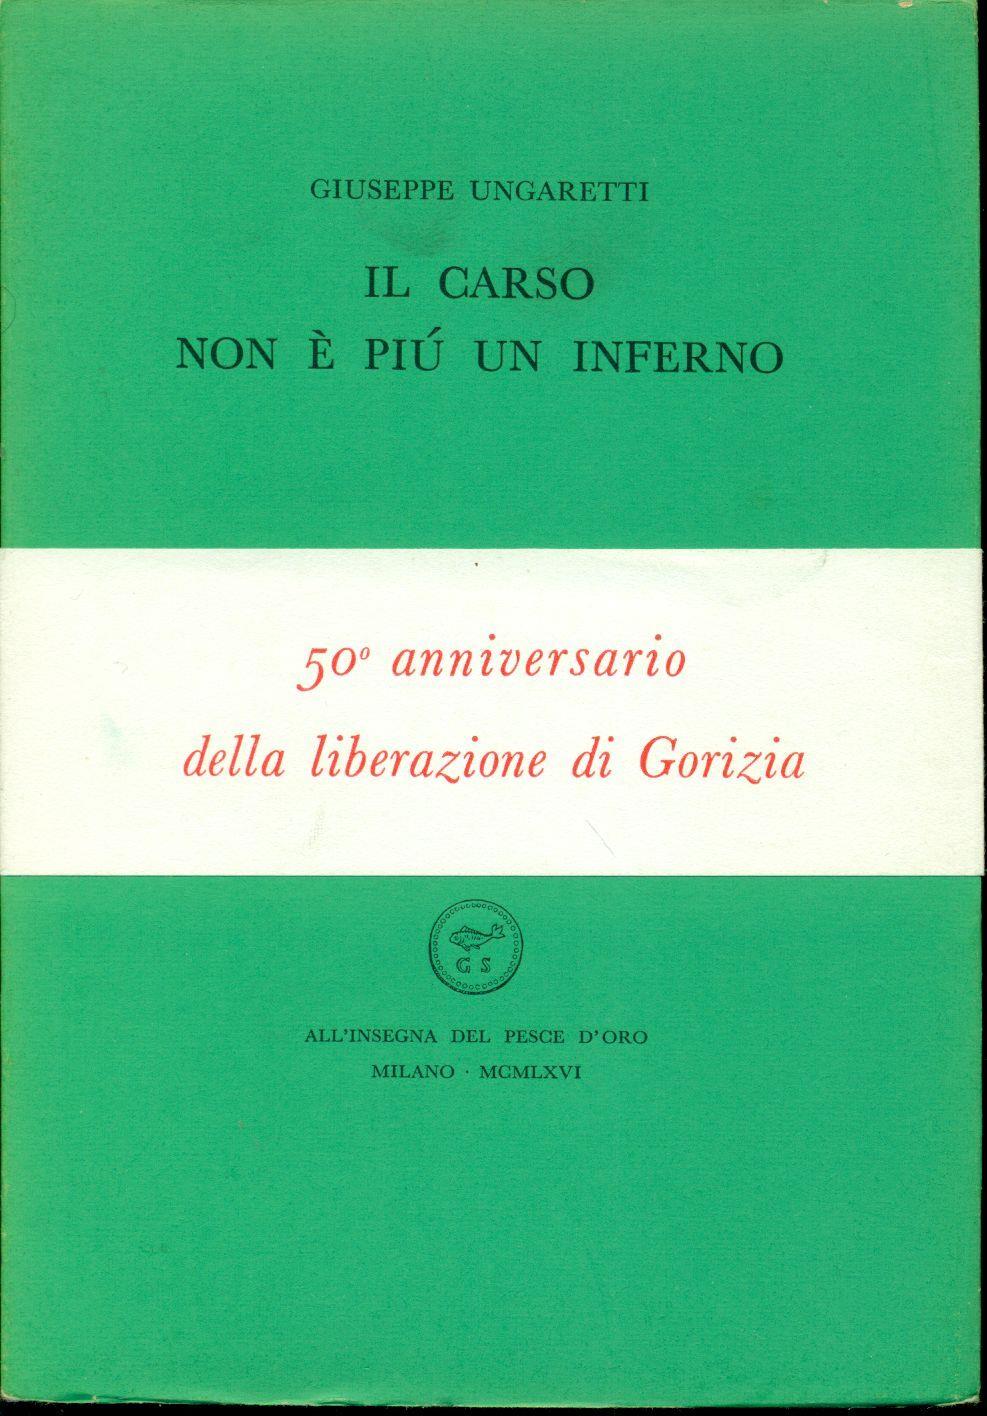 GIUSEPPE UNGARETTI
IL CARSO
NON È PIÚ UN INFERNO
50º anniversario
della liberazione di Gorizia
G S
ALL'INSEGNA DEL PESCE D'ORO
MILANO · MCMLXVI